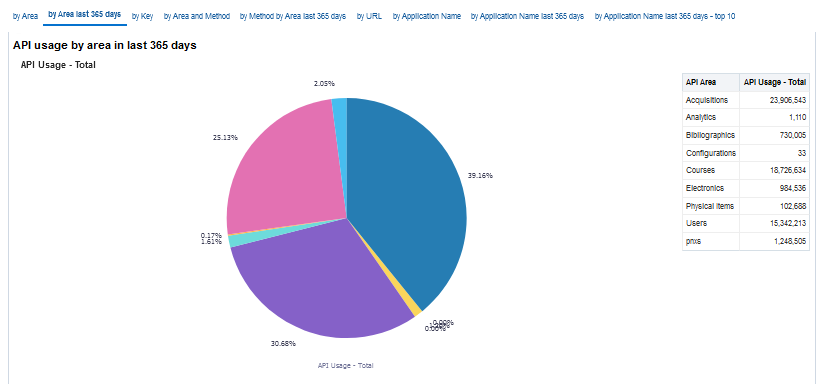 by Area by Area last 365 days by Key by Area and Method by Method by Area last 365 days by URL by Application Name by Application Name last 365 days by Application Name last 365 days - top 10
API usage by area in last 365 days
API Usage - Total
2.05%
25.13%
39.16%
0.17%
1.61%
0.00%
0.00%
30.68%
API Usage - Total
API Area API Usage - Total
Acquisitions 23,906,543
Analytics 1,110
Bibliographics 730,005
Configurations 33
Courses 18,726,634
Electronics 984,536
Physical Items 102,688
Users 15,342,213
pnxs 1,248,505